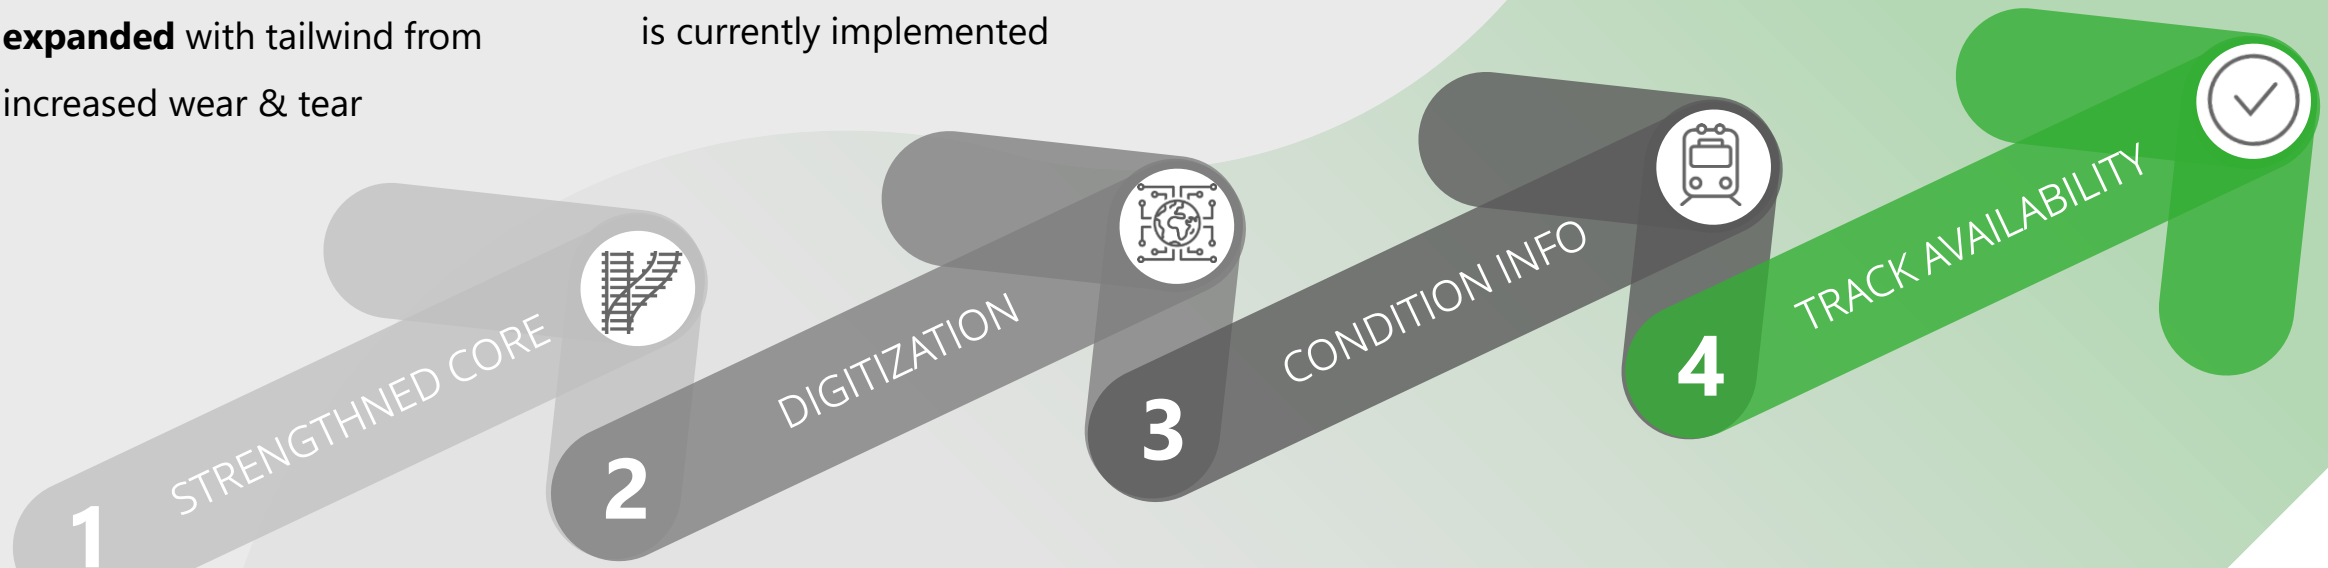 expanded with tailwind from
increased wear & tear
is currently implemented
1
STRENGTHNED CORE
2
DIGITIZATION
3
CONDITION INFO
4
TRACK AVAILABILITY